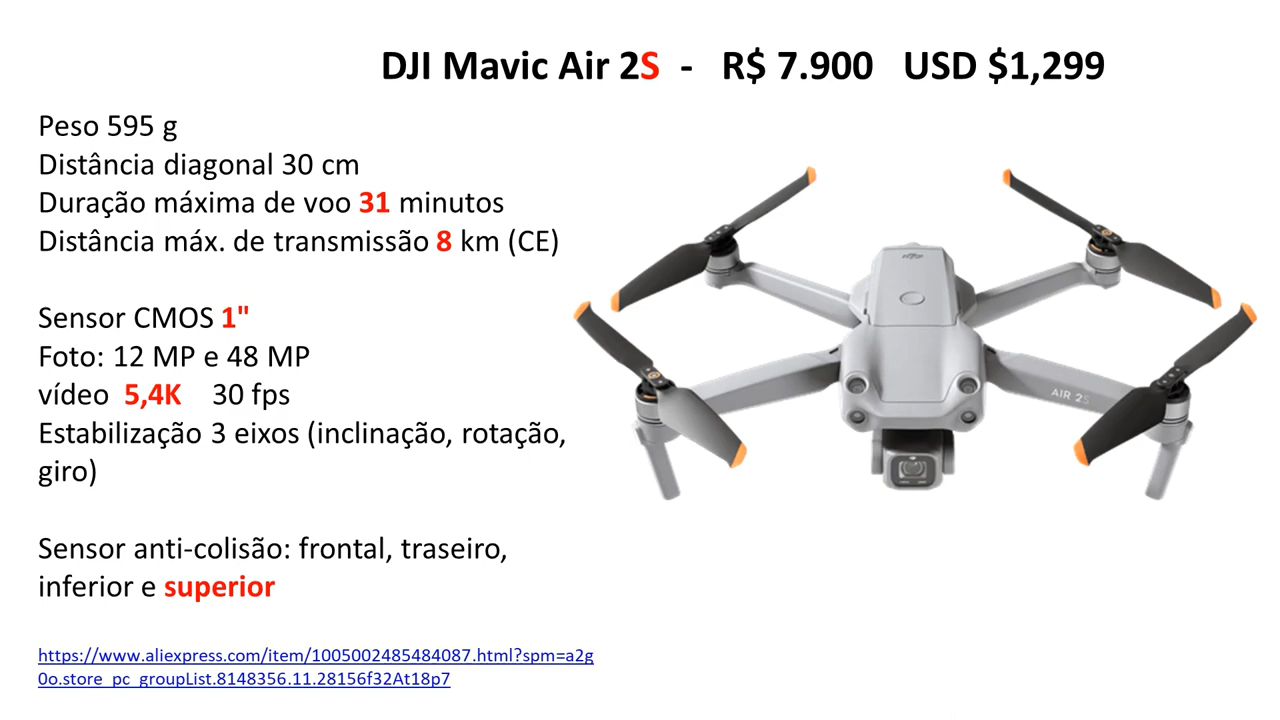 DJI Mavic Air 2S - R$ 7.900 USD $1,299
Peso 595 g
Distância diagonal 30 cm
Duração máxima de voo 31 minutos
Distância máx. de transmissão 8 km (CE)
Sensor CMOS 1"
Foto: 12 MP e 48 MP
vídeo 5,4K 30 fps
Estabilização 3 eixos (inclinação, rotação,
giro)
Sensor anti-colisão: frontal, traseiro,
inferior e superior
https://www.aliexpress.com/item/1005002485484087.html?spm=a2g
0o.store_pc_groupList.8148356.11.28156f32At18p7
dji
AIR 2S